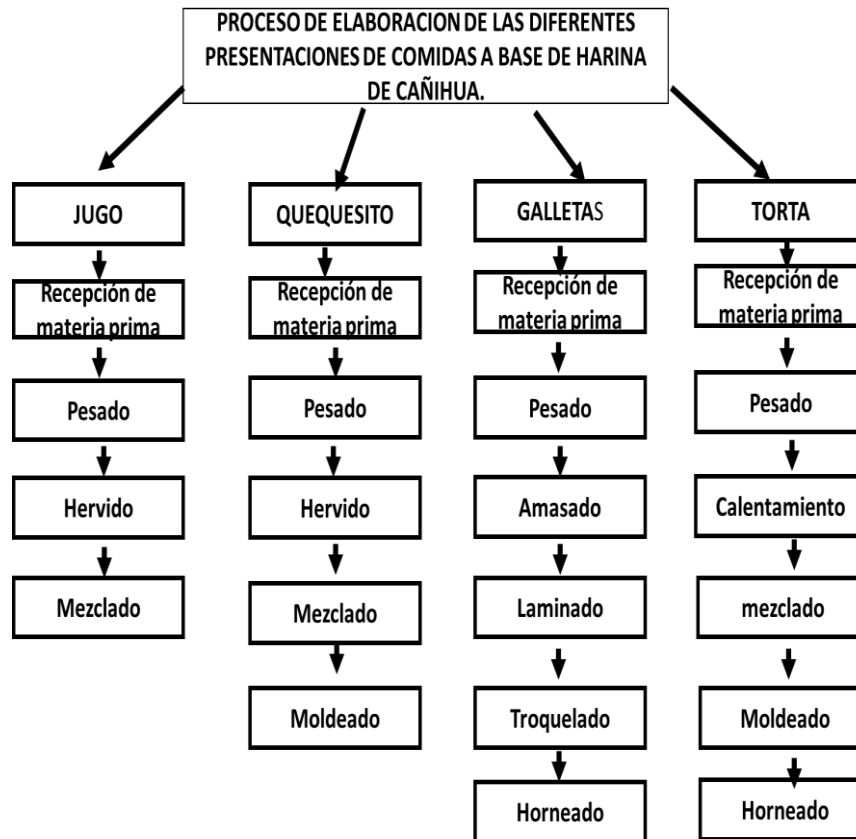 PROCESO DE ELABORACION DE LAS DIFERENTES
PRESENTACIONES DE COMIDAS A BASE DE HARINA
DE CAÑIHUA.
JUGO
Recepción de
materia prima
Pesado
Hervido
Mezclado
QUEQUESITO
Recepción de
materia prima
Pesado
Hervido
Mezclado
Moldeado
GALLETAS
Recepción de
materia prima
Pesado
Amasado
Laminado
Troquelado
Horneado
TORTA
Recepción de
materia prima
Pesado
Calentamiento
mezclado
Moldeado
Horneado